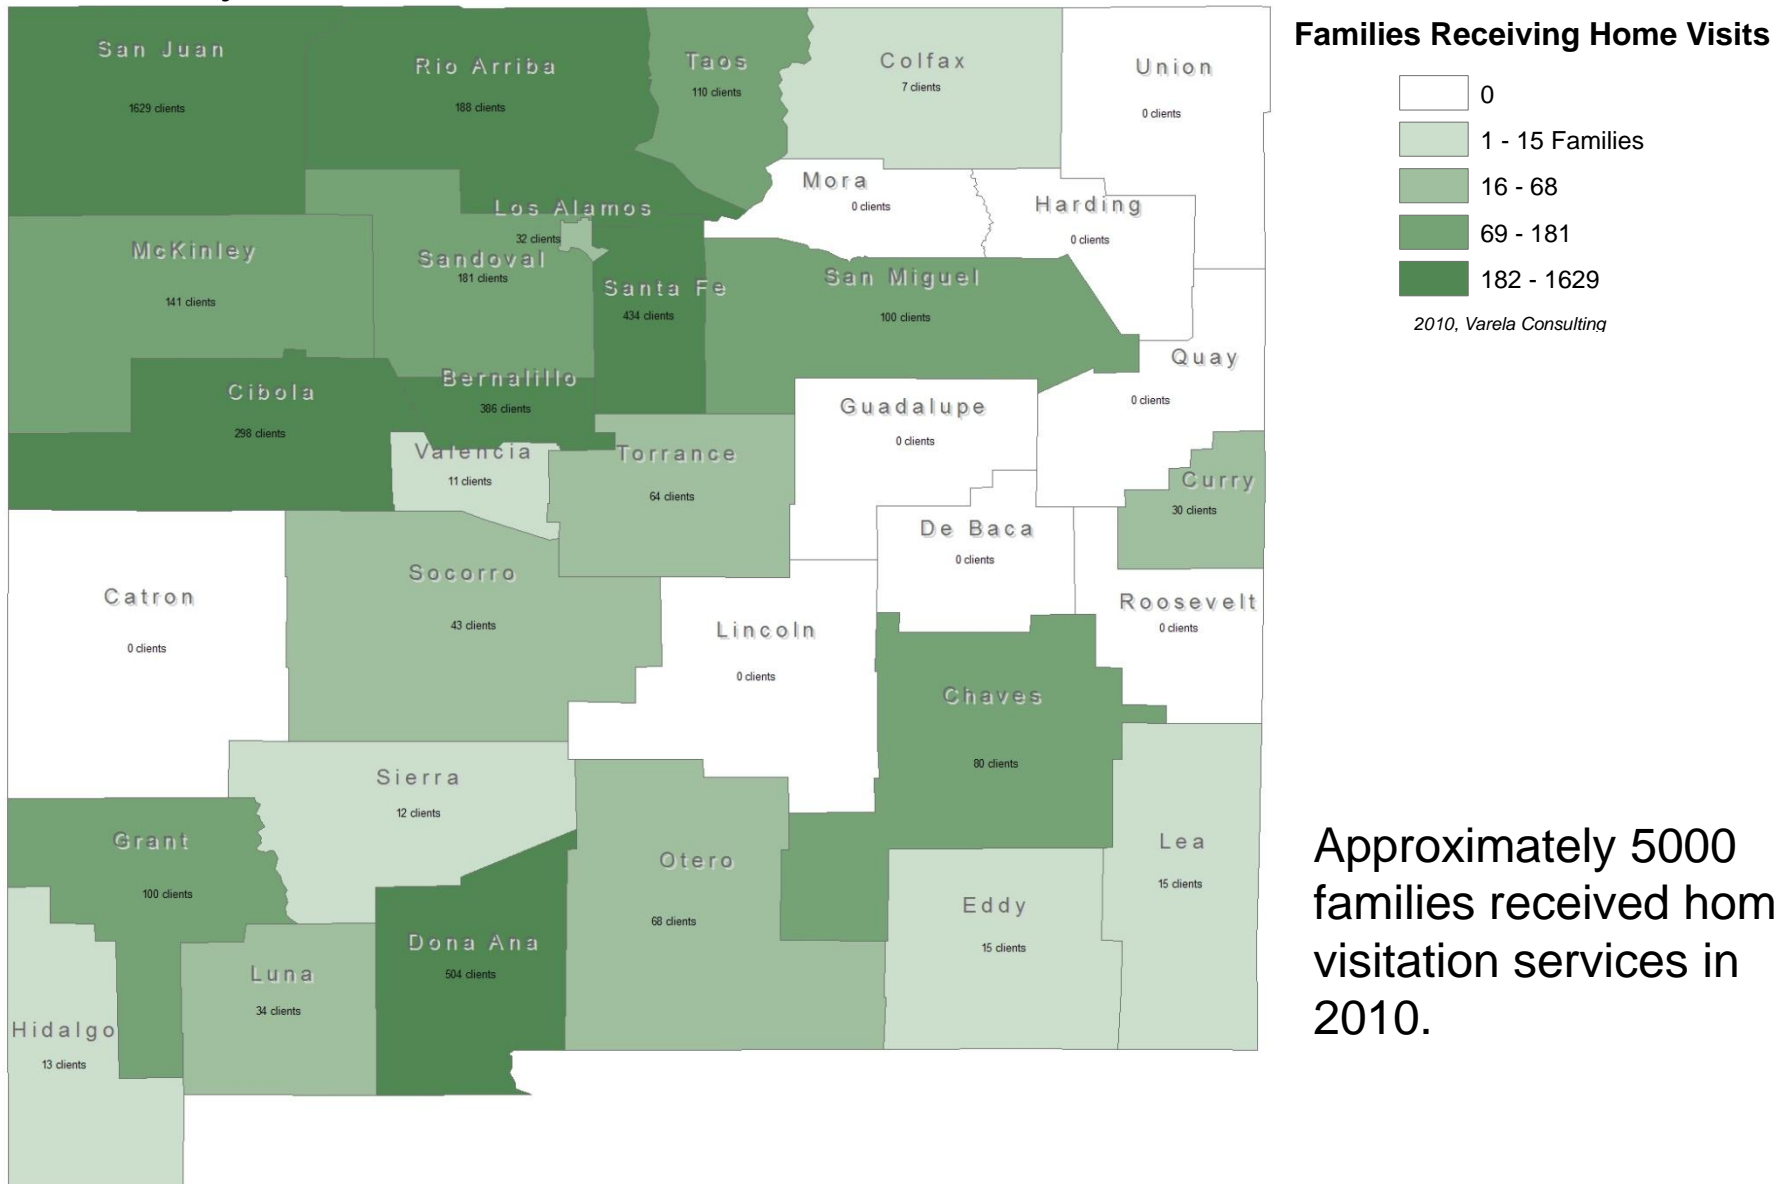 San Juan
1629 clients
Rio Arriba
188 clients
Taos
110 clients
Colfax
7 clients
Union
0 clients
Mora
0 clients
Harding
0 clients
Los Alamos
32 clients
McKinley
141 clients
Sandoval
181 clients
Santa Fe
434 clients
San Miguel
100 clients
Quay
0 clients
Cibola
298 clients
Bernalillo
386 clients
Guadalupe
0 clients
Valencia
11 clients
Torrance
64 clients
Curry
30 clients
De Baca
0 clients
Catron
0 clients
Socorro
43 clients
Lincoln
0 clients
Roosevelt
0 clients
Chaves
80 clients
Sierra
12 clients
Grant
100 clients
Otero
68 clients
Lea
15 clients
Eddy
15 clients
Dona Ana
504 clients
Luna
34 clients
Hidalgo
13 clients
Families Receiving Home Visits
0
1 - 15 Families
16 - 68
69 - 181
182 - 1629
2010, Varela Consulting
Approximately 5000
families received hom
visitation services in
2010.